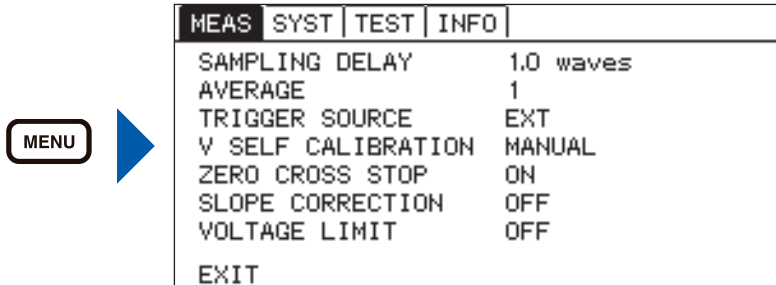 MEAS SYST TEST INFO
MENU
SAMPLING DELAY 1.0 waves
AVERAGE 1
TRIGGER SOURCE EXT
V SELF CALIBRATION MANUAL
ZERO CROSS STOP ON
SLOPE CORRECTION OFF
VOLTAGE LIMIT OFF
EXIT